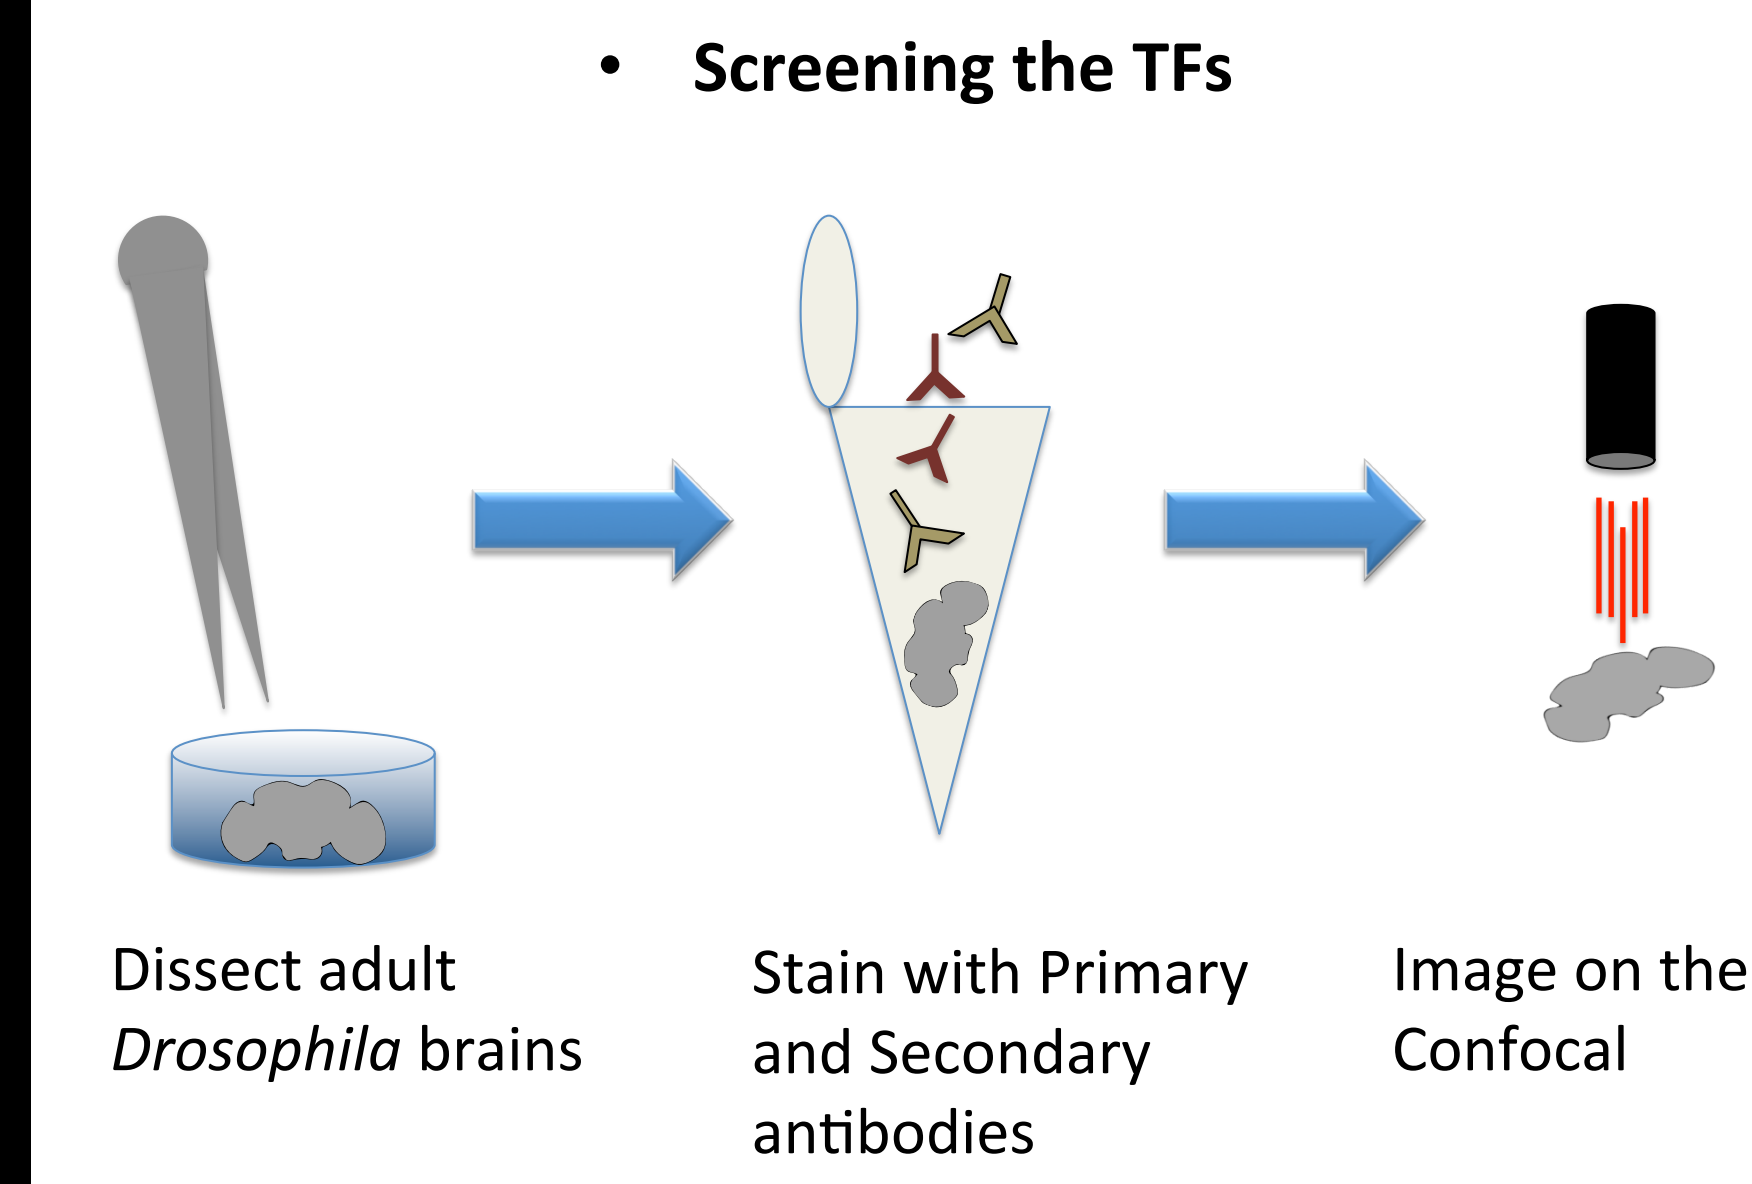 • Screening the TFs
Dissect adult
Drosophila brains
Stain with Primary
and Secondary
antibodies
Image on the
Confocal